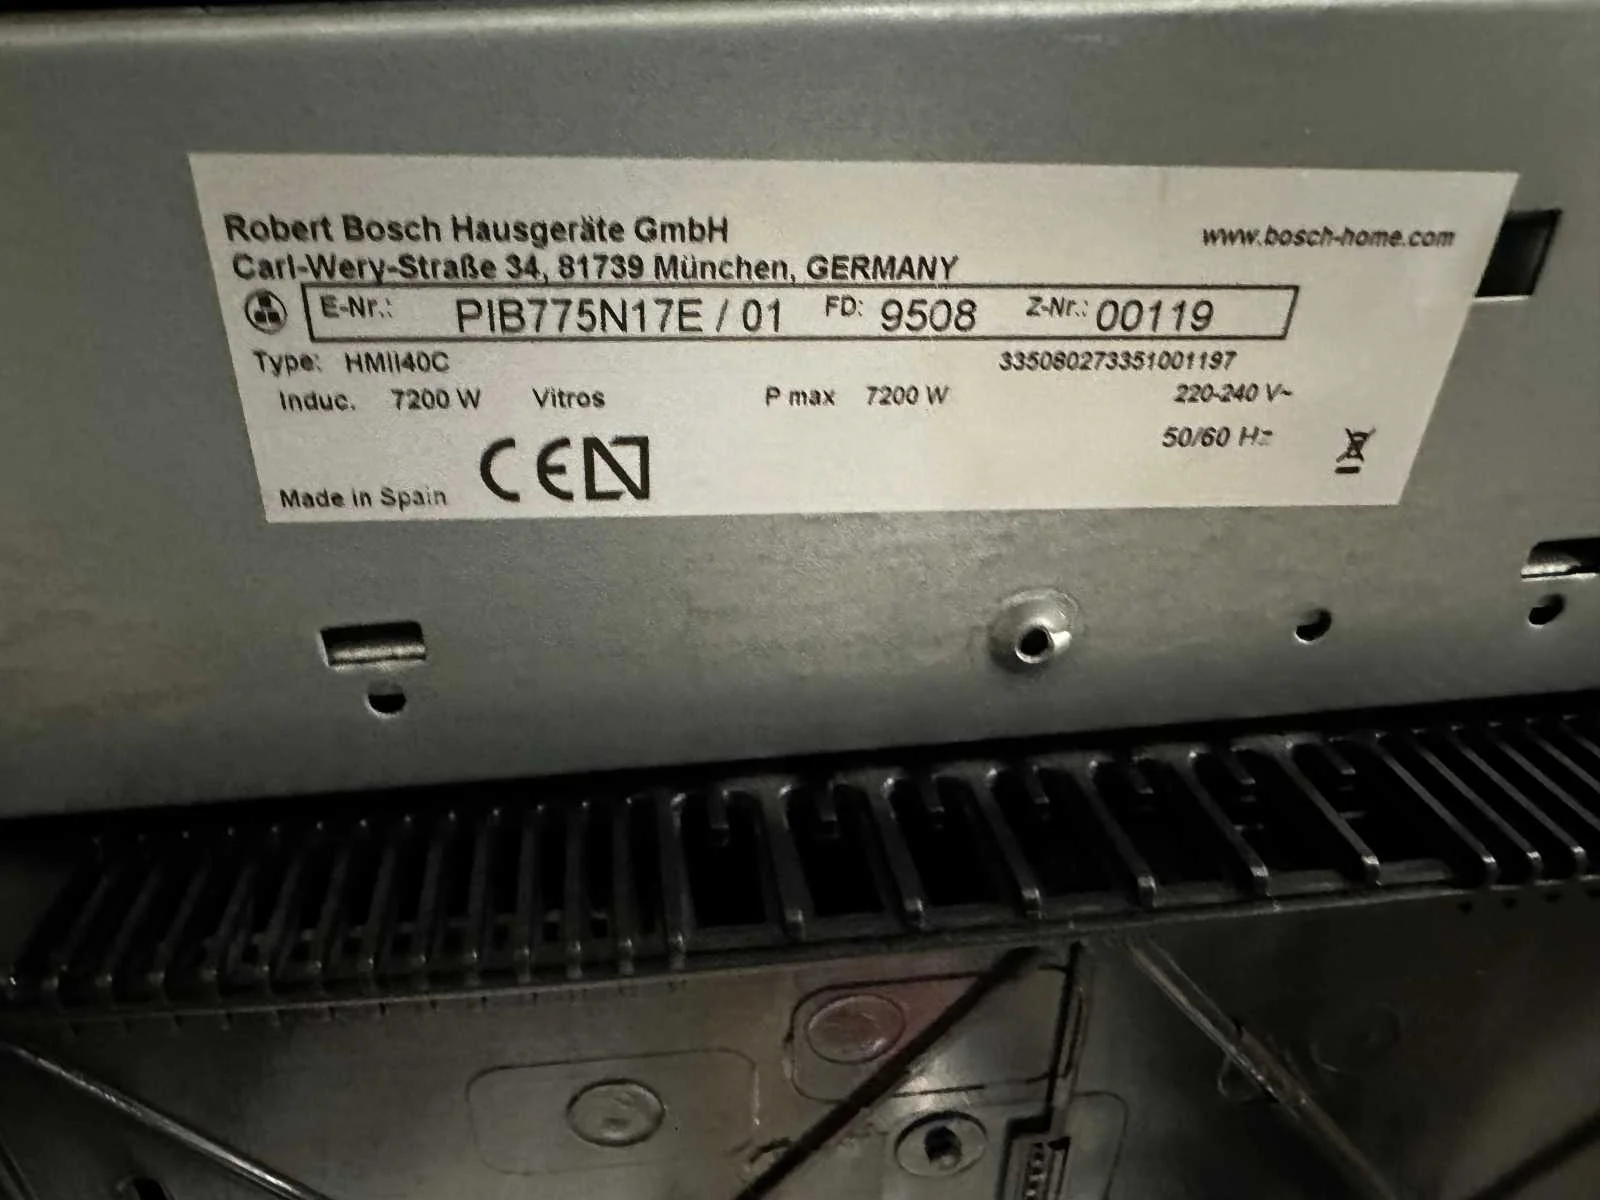 Robert Bosch Hausgeräte GmbH
www.bosch-home.com
Carl-Wery-Straße 34, 81739 München, GERMANY
E-Nr.: PIB775N17E / 01 FD: 9508 Z-Nr.: 00119
Type: HMII40C 335080273351001197
Induc. 7200 W Vitros P max 7200 W 220-240 V~
50/60 Hz
Made in Spain CE N